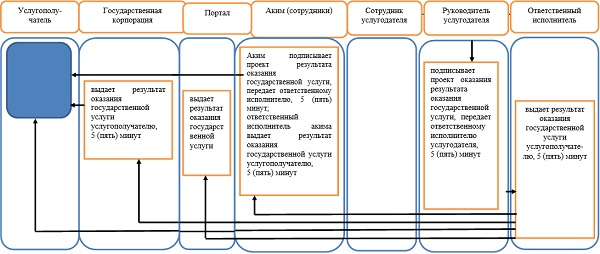 Услугополу-
чатель
Государственная
корпорация
Портал
Аким (сотрудники)
Сотрудник
услугодателя
Руководитель
услугодателя
Ответственный
исполнитель
выдает результат
оказания
государственной
услуги
услугополучателю,
5 (пять) минут
выдает
результат
оказания
государст
венной
услуги
Аким подписывает
проект результата
оказания
государственной услуги,
передает ответственному
исполнителю, 5 (пять)
минут;
ответственный
исполнитель акима
выдает результат
оказания
государственной услуги
услугополучателю,
5 (пять) минут
подписывает
проект оказания
результата
оказания
государственной
услуги, передает
ответственному
исполнителю
услугодателя,
5 (пять) минут
выдает результат
оказания
государственной
услуги
услугополучате-
лю, 5 (пять) минут